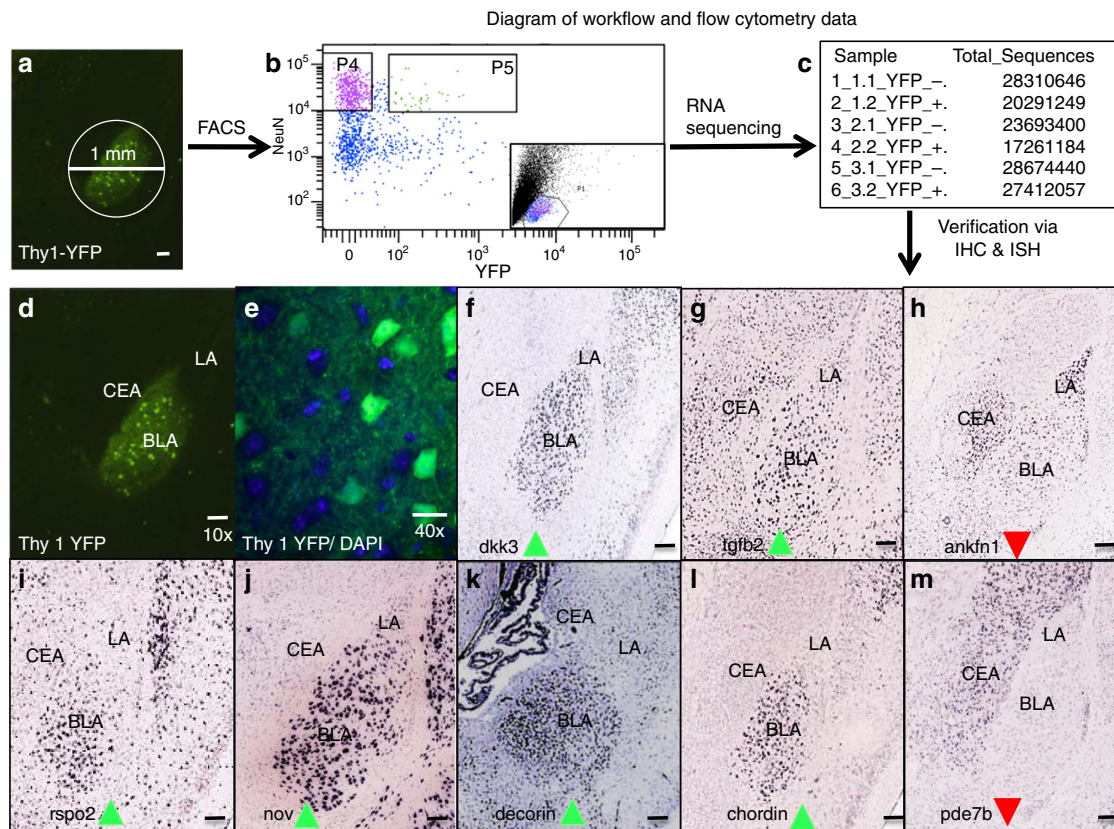 Diagram of workflow and flow cytometry data
a
1 mm
Thy1-YFP
FACS
b
NeuN
10^5
10^4
10^3
10^2
P4
P5
P1
0 10^2 10^3 10^4 10^5
YFP
RNA
sequencing
c
Sample Total_Sequences
1_1.1_YFP_–. 28310646
2_1.2_YFP_+. 20291249
3_2.1_YFP_–. 23693400
4_2.2_YFP_+. 17261184
5_3.1_YFP_–. 28674440
6_3.2_YFP_+. 27412057
Verification via
IHC & ISH
d
LA
CEA
BLA
10x
Thy 1 YFP
e
40x
Thy 1 YFP/ DAPI
f
LA
CEA
BLA
dkk3
g
LA
CEA
BLA
tgfb2
h
LA
CEA
BLA
ankfn1
i
LA
CEA
BLA
rspo2
j
LA
CEA
BLA
nov
k
CEA
LA
BLA
decorin
l
LA
CEA
BLA
chordin
m
LA
CEA
BLA
pde7b